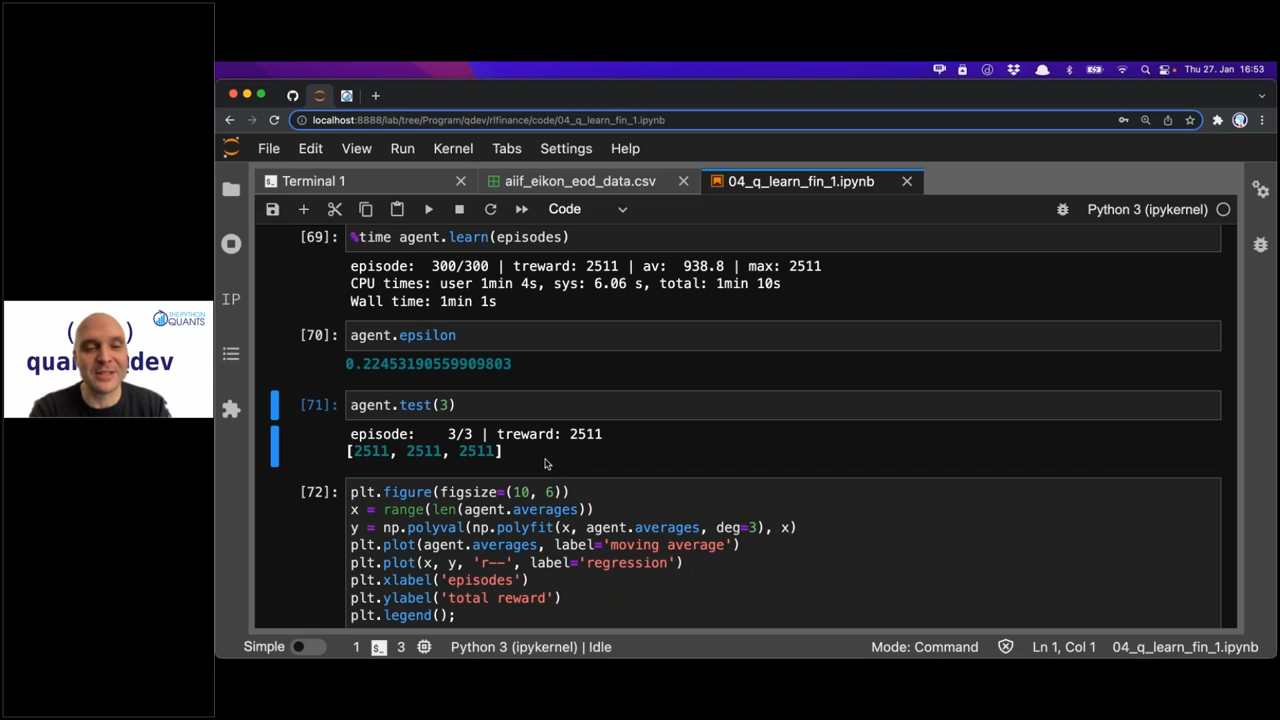 Thu 27. Jan 16:53
localhost:8888/lab/tree/Program/qdev/rlfinance/code/04_q_learn_fin_1.ipynb
File Edit View Run Kernel Tabs Settings Help
Terminal 1
aiif_eikon_eod_data.csv
04_q_learn_fin_1.ipynb
Code
Python 3 (ipykernel)
[69]: %time agent.learn(episodes)
episode: 300/300 | treward: 2511 | av: 938.8 | max: 2511
CPU times: user 1min 4s, sys: 6.06 s, total: 1min 10s
Wall time: 1min 1s
[70]: agent.epsilon
0.22453190559909803
[71]: agent.test(3)
episode: 3/3 | treward: 2511
[2511, 2511, 2511]
[72]: plt.figure(figsize=(10, 6))
x = range(len(agent.averages))
y = np.polyval(np.polyfit(x, agent.averages, deg=3), x)
plt.plot(agent.averages, label='moving average')
plt.plot(x, y, 'r--', label='regression')
plt.xlabel('episodes')
plt.ylabel('total reward')
plt.legend();
IP
THE PYTHON
QUANTS
Simple 1 $_ 3 Python 3 (ipykernel) | Idle
Mode: Command
Ln 1, Col 1
04_q_learn_fin_1.ipynb